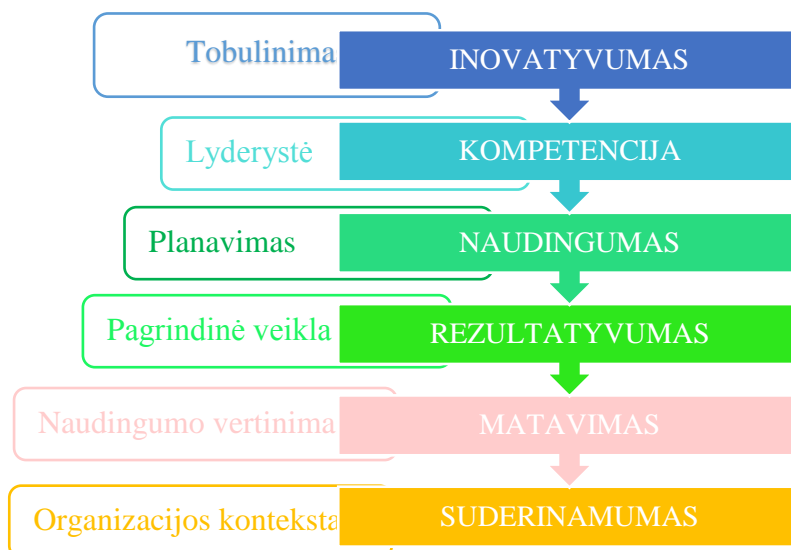 Tobulinima
INOVATYVUMAS
Lyderystė
KOMPETENCIJA
Planavimas
NAUDINGUMAS
Pagrindinė veikla
REZULTATYVUMAS
Naudingumo vertinima
MATAVIMAS
Organizacijos konteksta
SUDERINAMUMAS